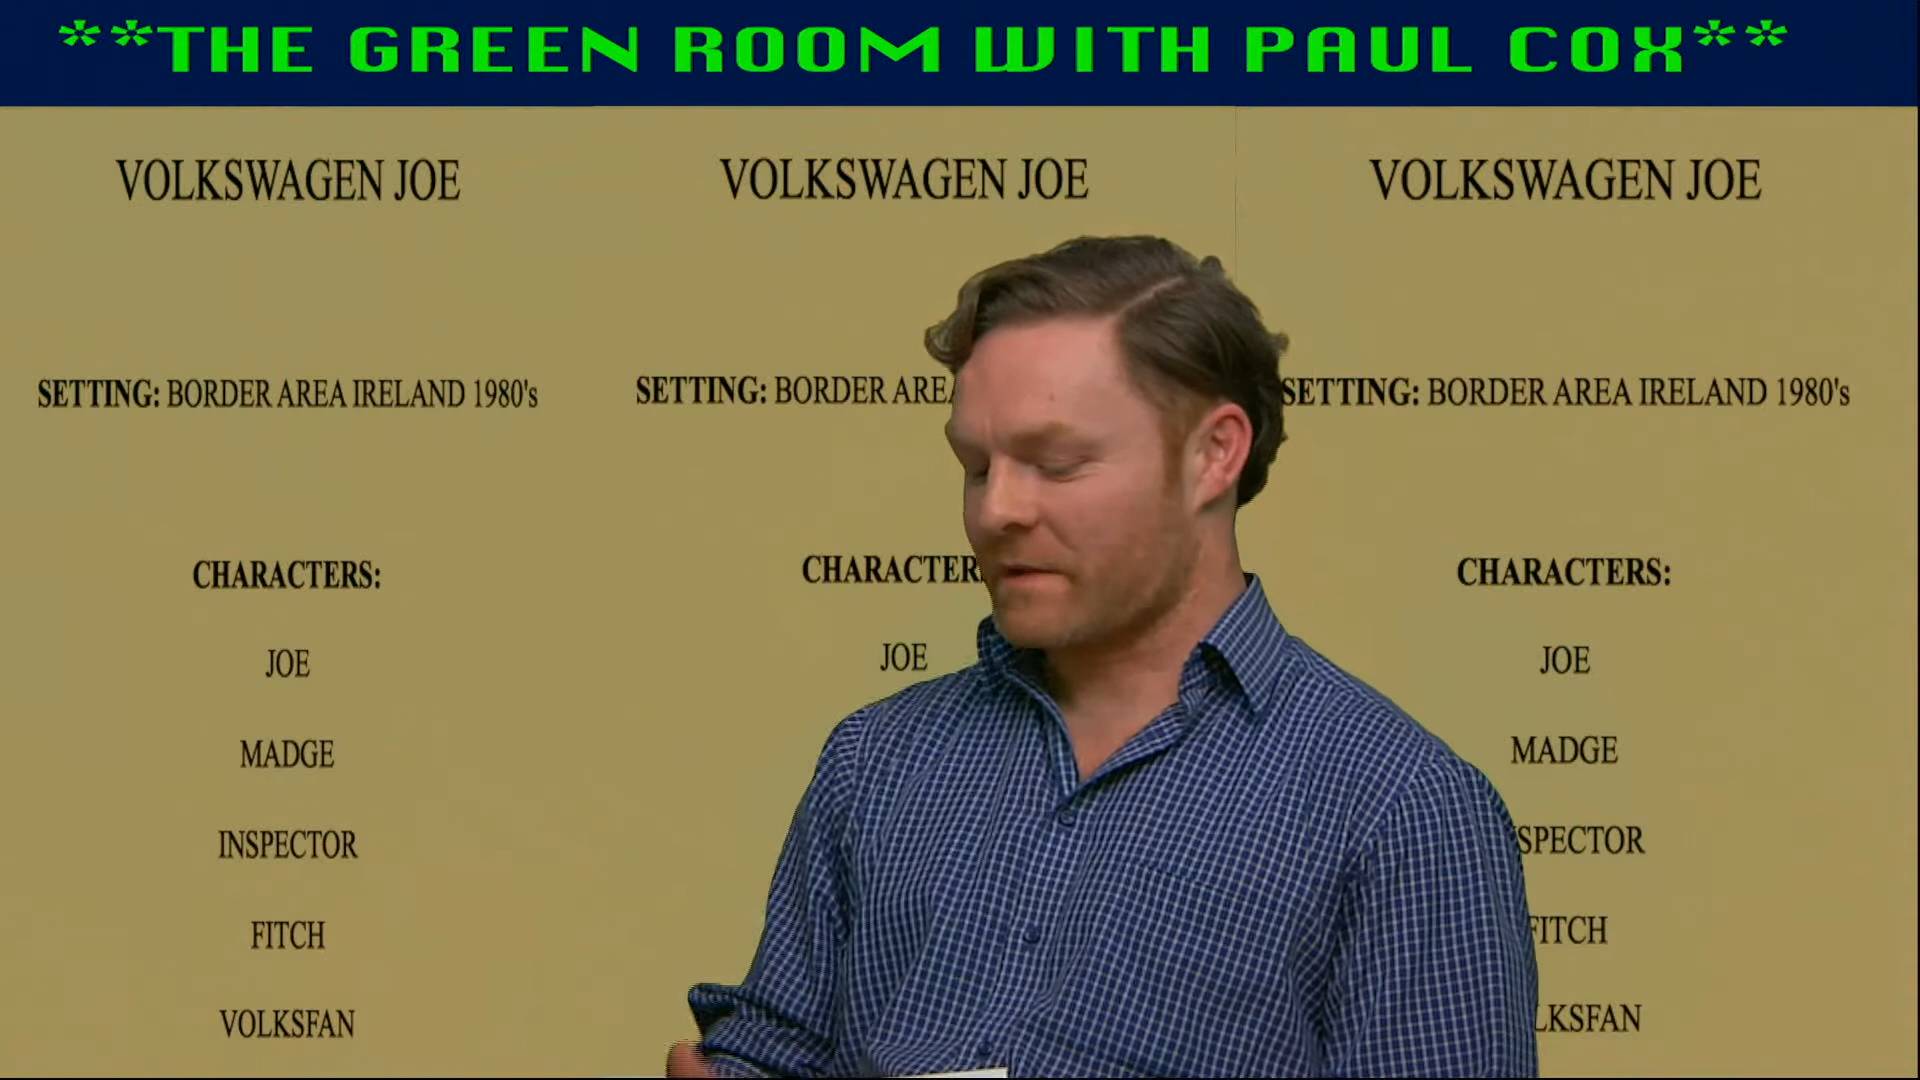 **THE GREEN ROOM WITH PAUL COX**
VOLKSWAGEN JOE
SETTING: BORDER AREA IRELAND 1980's
CHARACTERS:
JOE
MADGE
INSPECTOR
FITCH
VOLKSFAN
VOLKSWAGEN JOE
SETTING: BORDER AREA
CHARACTER
JOE
VOLKSWAGEN JOE
SETTING: BORDER AREA IRELAND 1980's
CHARACTERS:
JOE
MADGE
SPECTOR
FITCH
LKSFAN